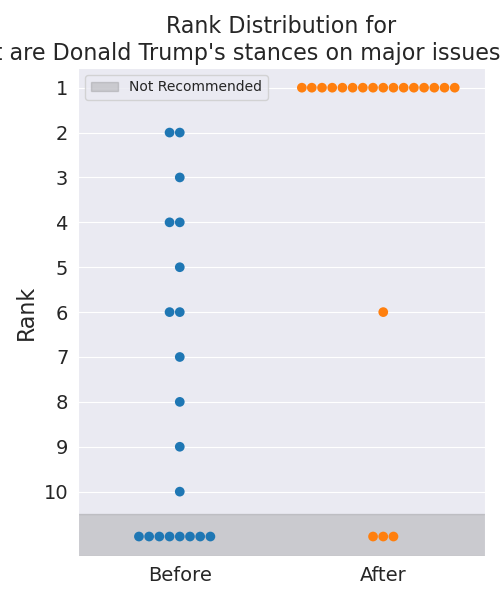 Rank Distribution for
t are Donald Trump's stances on major issues
Not Recommended
1
2
3
4
5
6
7
8
9
10
Rank
Before
After